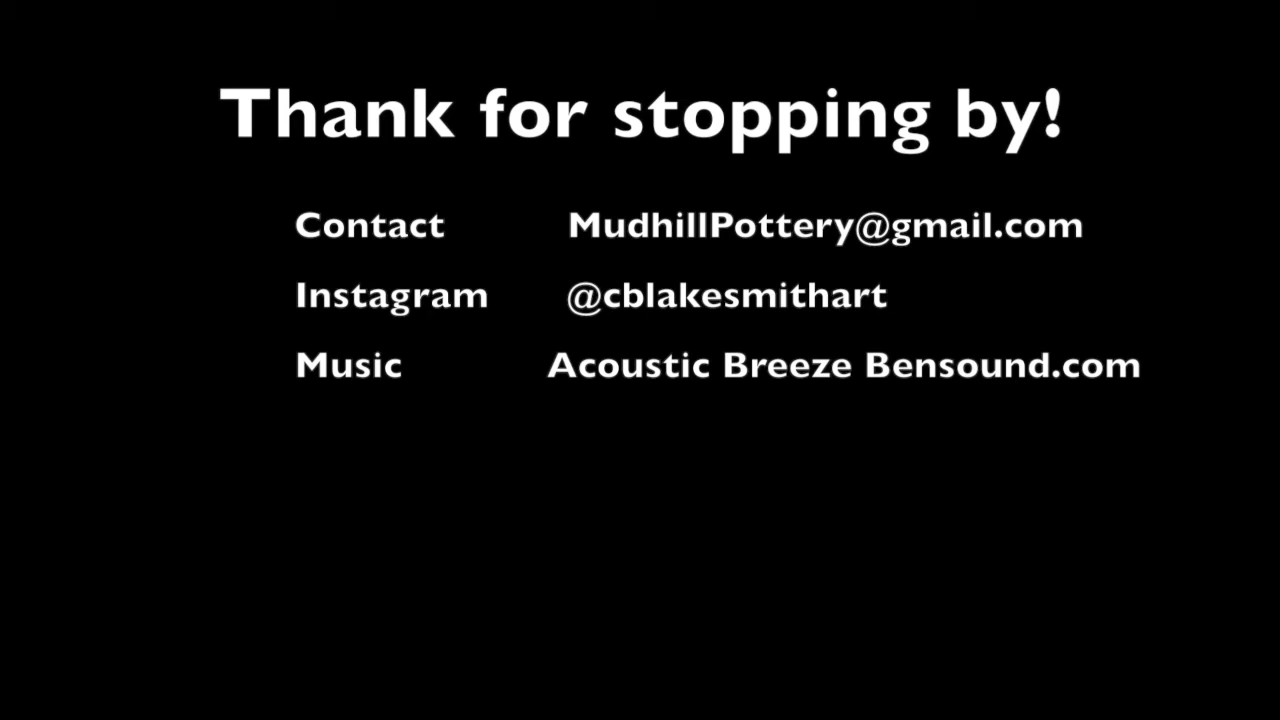 Thank for stopping by!
Contact MudhillPottery@gmail.com
Instagram @cblakesmithart
Music Acoustic Breeze Bensound.com